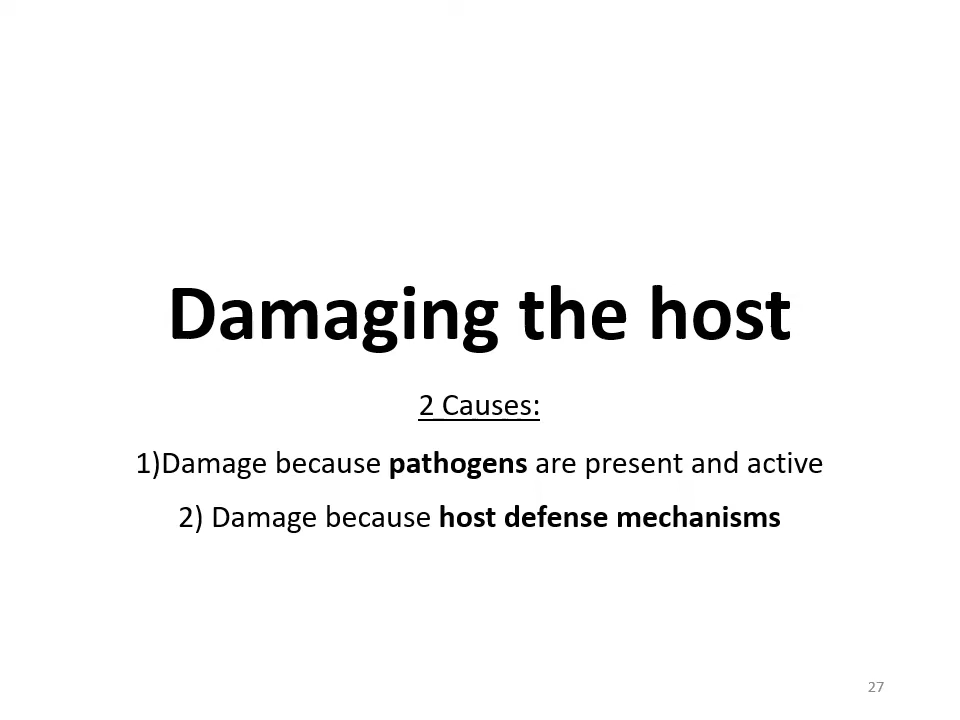 Damaging the host
2 Causes:
1)Damage because pathogens are present and active
2) Damage because host defense mechanisms
27